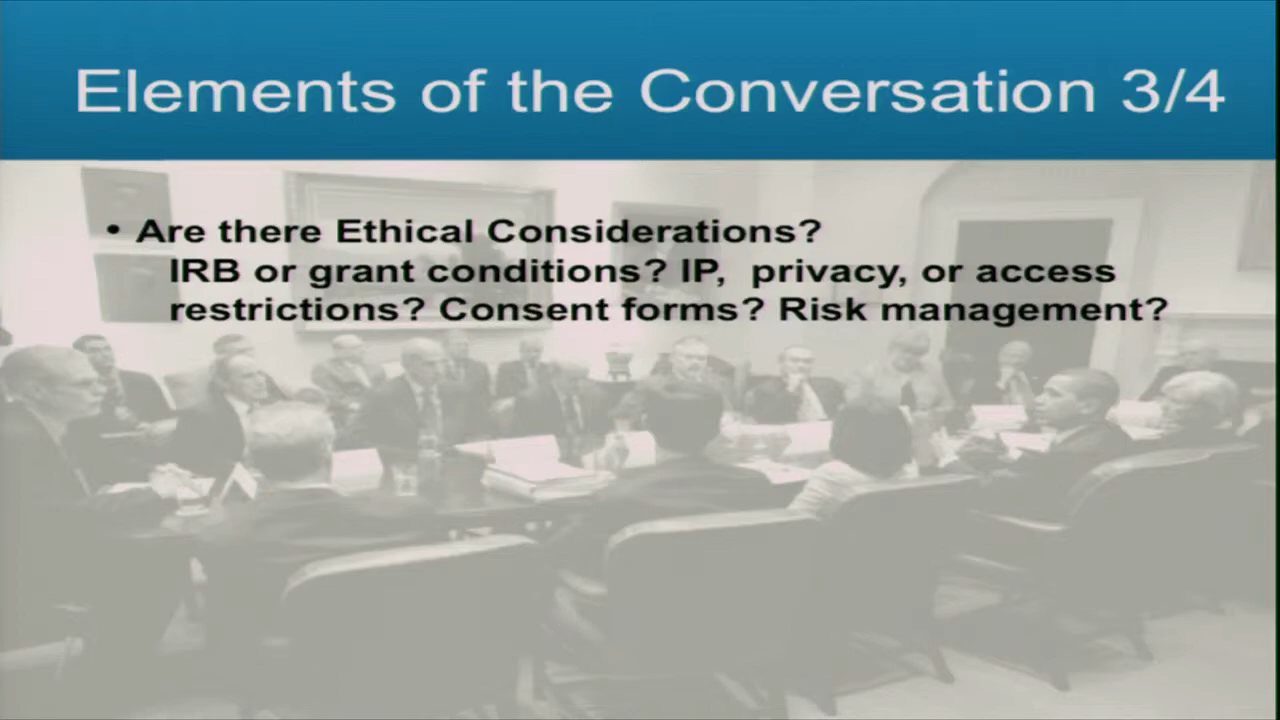 Elements of the Conversation 3/4
• Are there Ethical Considerations?
IRB or grant conditions? IP, privacy, or access
restrictions? Consent forms? Risk management?